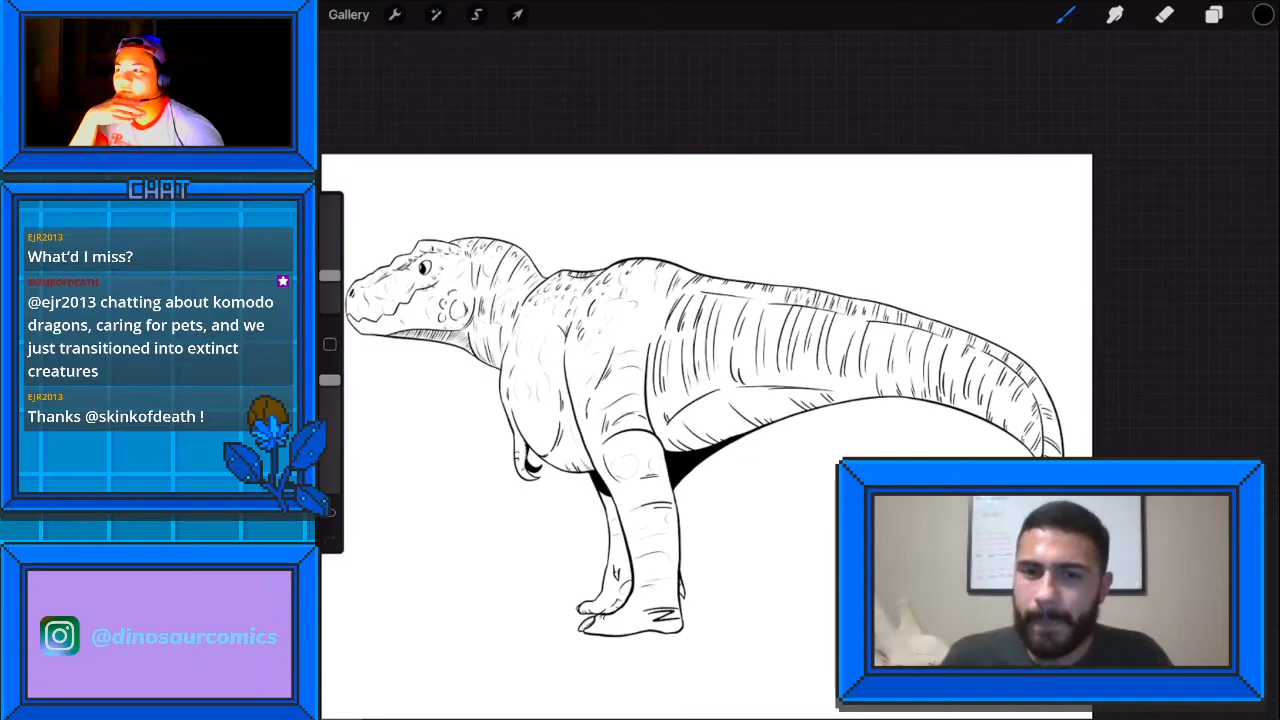 Gallery
CHAT
EJR2013
What'd I miss?
SKINKOFDEATH
@ejr2013 chatting about komodo
dragons, caring for pets, and we
just transitioned into extinct
creatures
EJR2013
Thanks @skinkofdeath !
@dinosaurcomics